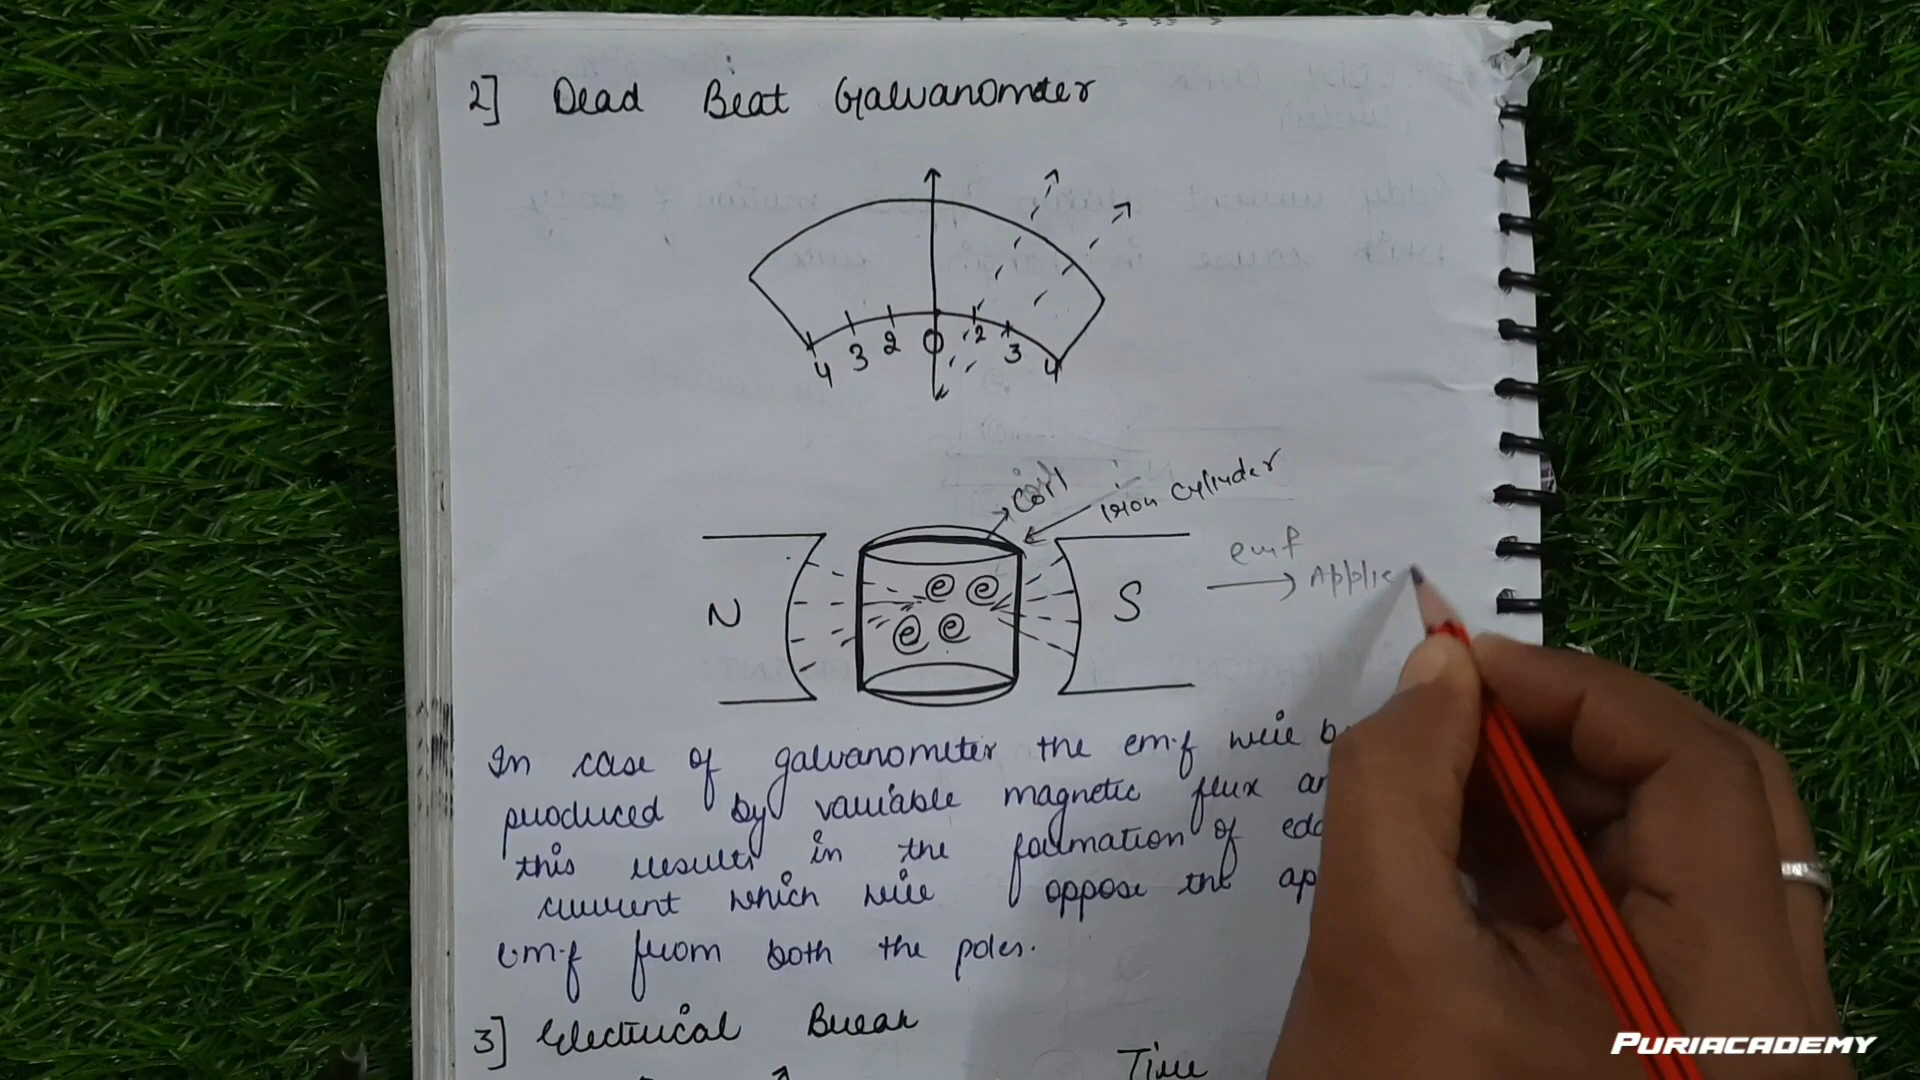 2] Dead Beat Galvanometer
4 3 2 0 2 3 4
coil
Iron Cylinder
emf
Applie
N
S
In case of galvanometer the em.f will b
produced by variable magnetic flux an
this results in the formation of edd
current which will oppose the ap
em.f from both the poles.
3] Electrical Break
Time
PURIACADEMY